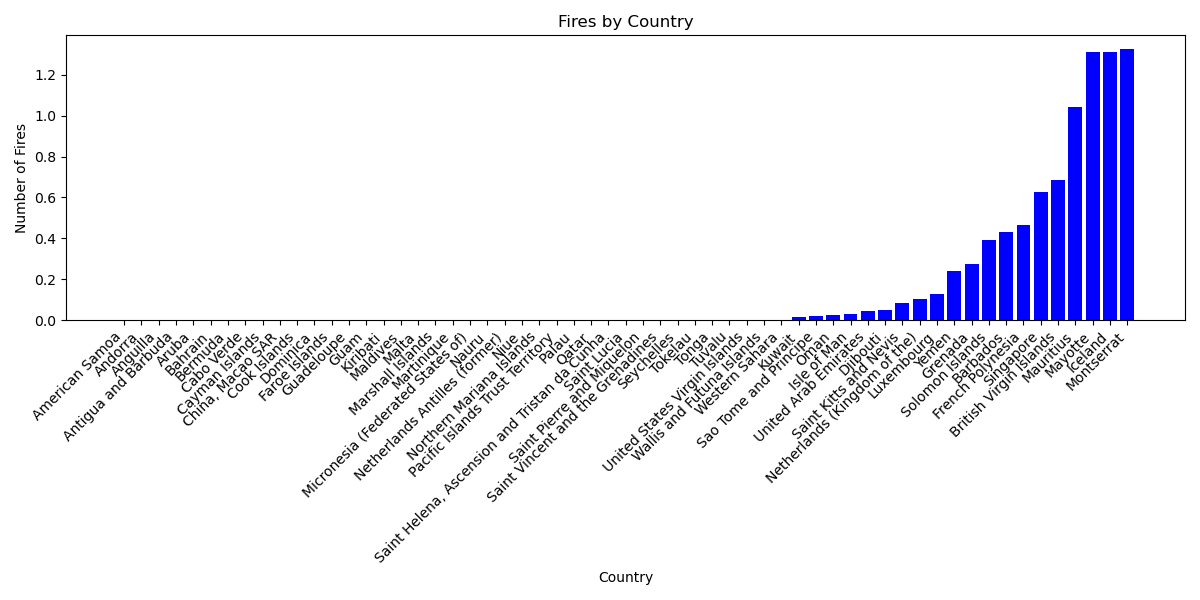 Fires by Country
Number of Fires
1.2
1.0
0.8
0.6
0.4
0.2
0.0
American Samoa
Andorra
Anguilla
Antigua and Barbuda
Aruba
Bahrain
Bermuda
Cabo Verde
Cayman Islands
China, Macao SAR
Cook Islands
Dominica
Faroe Islands
Guadeloupe
Guam
Kiribati
Maldives
Malta
Marshall Islands
Martinique
Micronesia (Federated States of)
Nauru
Netherlands Antilles (former)
Niue
Northern Mariana Islands
Pacific Islands Trust Territory
Palau
Qatar
Saint Helena, Ascension and Tristan da Cunha
Saint Lucia
Saint Pierre and Miquelon
Saint Vincent and the Grenadines
Seychelles
Tokelau
Tonga
Tuvalu
United States Virgin Islands
Wallis and Futuna Islands
Western Sahara
Kuwait
Sao Tome and Principe
Oman
Isle of Man
United Arab Emirates
Djibouti
Saint Kitts and Nevis
Netherlands (Kingdom of the)
Luxembourg
Yemen
Grenada
Solomon Islands
Barbados
French Polynesia
Singapore
British Virgin Islands
Mauritius
Mayotte
Iceland
Montserrat
Country